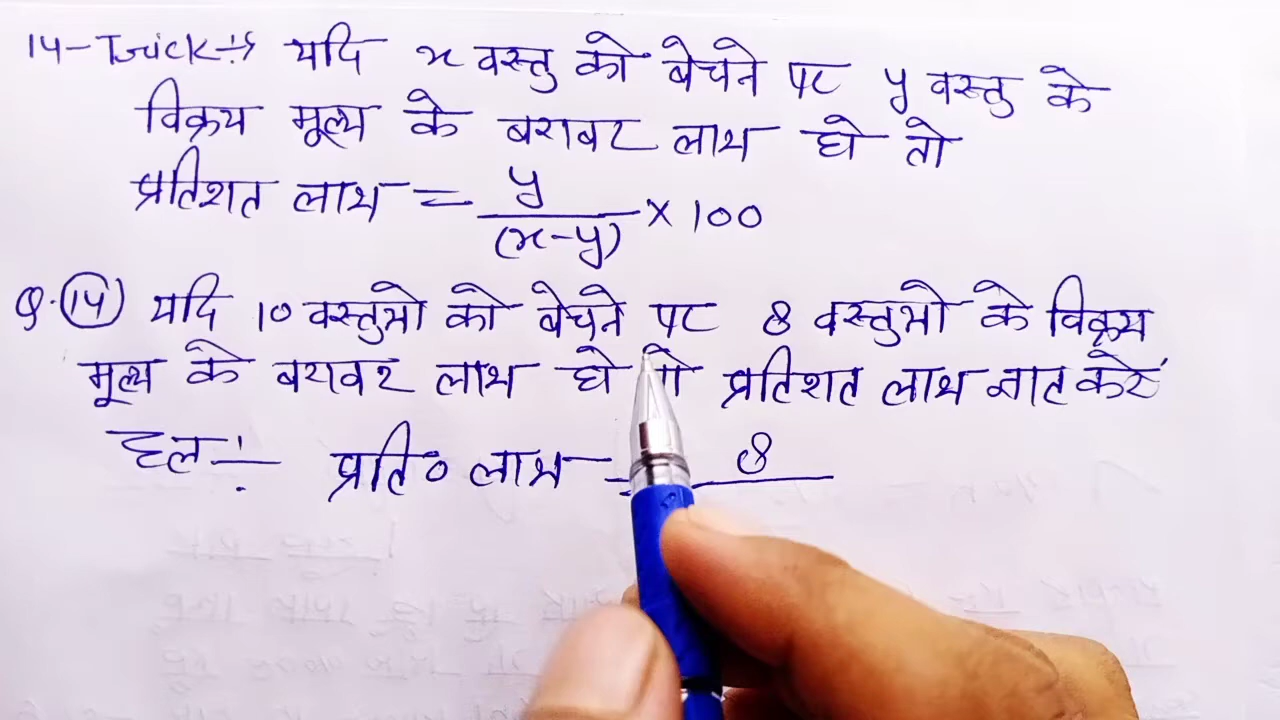 14-Trick:→ यदि x वस्तु को बेचने पर y वस्तु के
विक्रय मूल्य के बराबर लाभ हो तो
प्रतिशत लाभ = y/(x-y) × 100
Q.(14) यदि 10 वस्तुओ को बेचने पर 8 वस्तुओ के विक्रय
मूल्य के बराबर लाभ हो तो प्रतिशत लाभ ज्ञात करें
हल:- प्रति० लाभ = 8